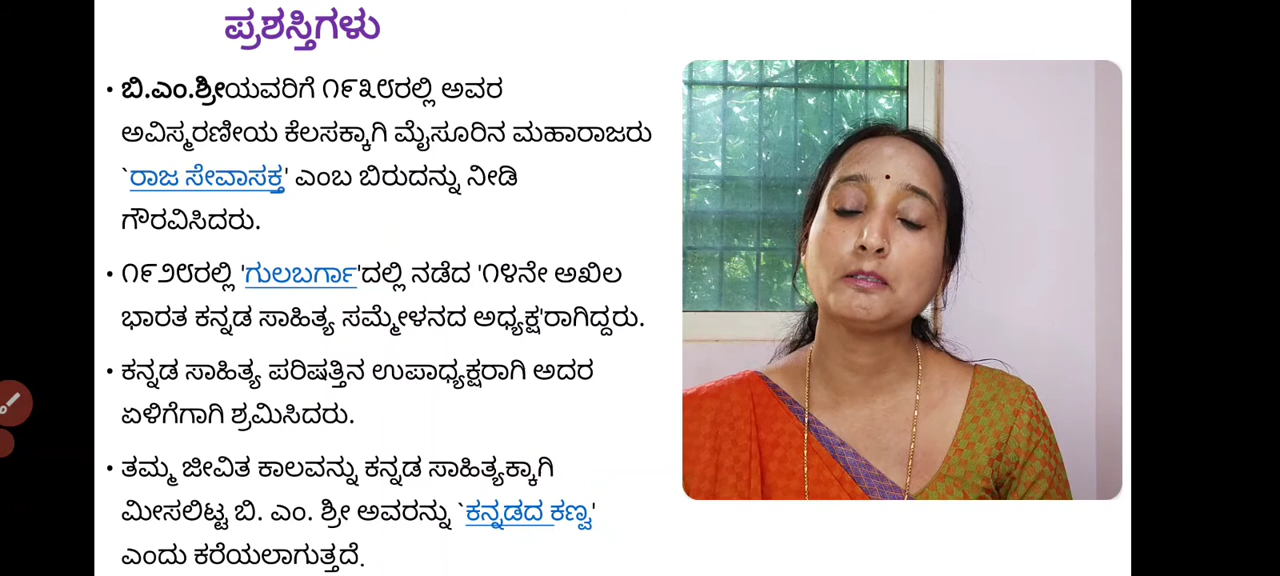 ಪ್ರಶಸ್ತಿಗಳು
• ಬಿ.ಎಂ.ಶ್ರೀಯವರಿಗೆ ೧೯೩೮ರಲ್ಲಿ ಅವರ
ಅವಿಸ್ಮರಣೀಯ ಕೆಲಸಕ್ಕಾಗಿ ಮೈಸೂರಿನ ಮಹಾರಾಜರು
`ರಾಜ ಸೇವಾಸಕ್ತ' ಎಂಬ ಬಿರುದನ್ನು ನೀಡಿ
ಗೌರವಿಸಿದರು.
• ೧೯೨೮ರಲ್ಲಿ 'ಗುಲಬರ್ಗಾ'ದಲ್ಲಿ ನಡೆದ '೧೪ನೇ ಅಖಿಲ
ಭಾರತ ಕನ್ನಡ ಸಾಹಿತ್ಯ ಸಮ್ಮೇಳನದ ಅಧ್ಯಕ್ಷ'ರಾಗಿದ್ದರು.
• ಕನ್ನಡ ಸಾಹಿತ್ಯ ಪರಿಷತ್ತಿನ ಉಪಾಧ್ಯಕ್ಷರಾಗಿ ಅದರ
ಏಳಿಗೆಗಾಗಿ ಶ್ರಮಿಸಿದರು.
• ತಮ್ಮ ಜೀವಿತ ಕಾಲವನ್ನು ಕನ್ನಡ ಸಾಹಿತ್ಯಕ್ಕಾಗಿ
ಮೀಸಲಿಟ್ಟ ಬಿ. ಎಂ. ಶ್ರೀ ಅವರನ್ನು `ಕನ್ನಡದ ಕಣ್ವ'
ಎಂದು ಕರೆಯಲಾಗುತ್ತದೆ.